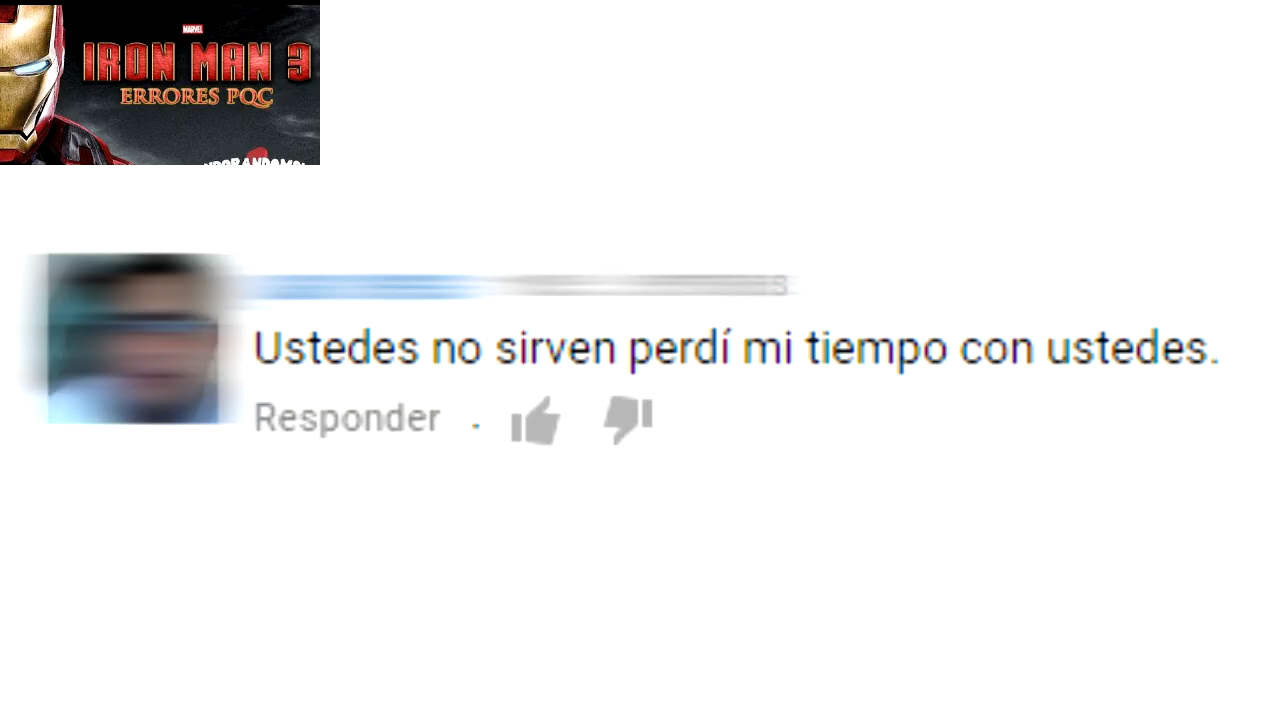 MARVEL
IRON MAN 3
ERRORES PQC
Ustedes no sirven perdí mi tiempo con ustedes.
Responder .